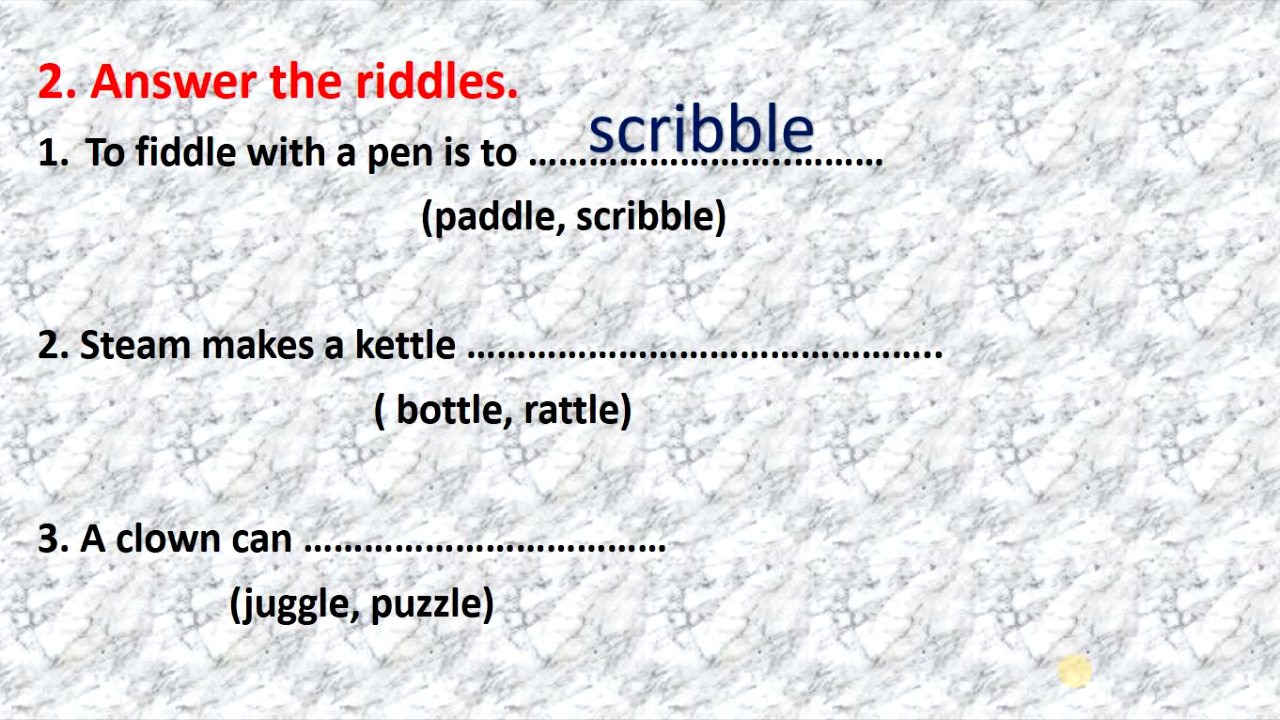 2. Answer the riddles.
1. To fiddle with a pen is to ……………scribble……………
(paddle, scribble)
2. Steam makes a kettle ………………………………………..
( bottle, rattle)
3. A clown can ………………………………
(juggle, puzzle)